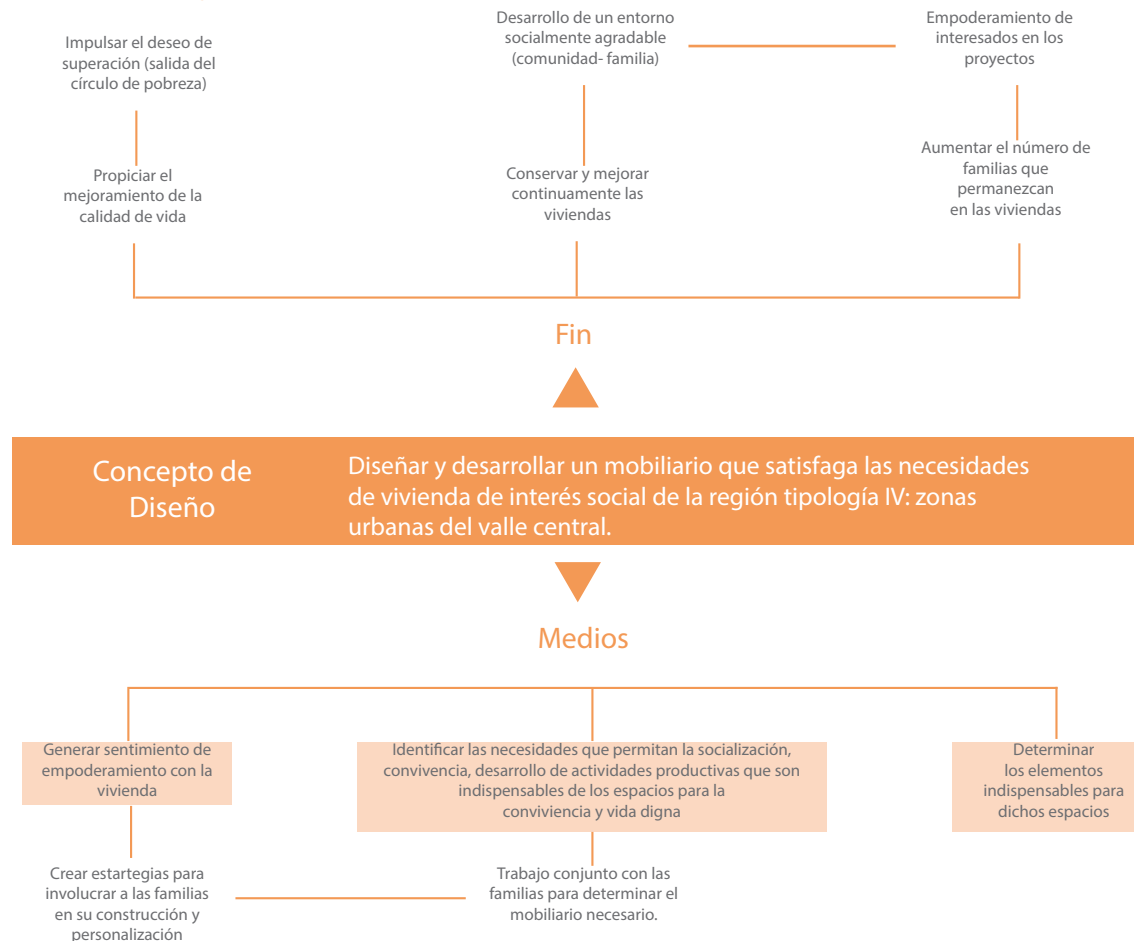 Impulsar el deseo de
superación (salida del
círculo de pobreza)
Desarrollo de un entorno
socialmente agradable
(comunidad- familia)
Empoderamiento de
interesados en los
proyectos
Propiciar el
mejoramiento de la
calidad de vida
Conservar y mejorar
continuamente las
viviendas
Aumentar el número de
familias que
permanezcan
en las viviendas
Fin
Concepto de
Diseño
Diseñar y desarrollar un mobiliario que satisfaga las necesidades
de vivienda de interés social de la región tipología IV: zonas
urbanas del valle central.
Medios
Generar sentimiento de
empoderamiento con la
vivienda
Identificar las necesidades que permitan la socialización,
convivencia, desarrollo de actividades productivas que son
indispensables de los espacios para la
conviviencia y vida digna
Determinar
los elementos
indispensables para
dichos espacios
Crear estartegias para
involucrar a las familias
en su construcción y
personalización
Trabajo conjunto con las
familias para determinar el
mobiliario necesario.